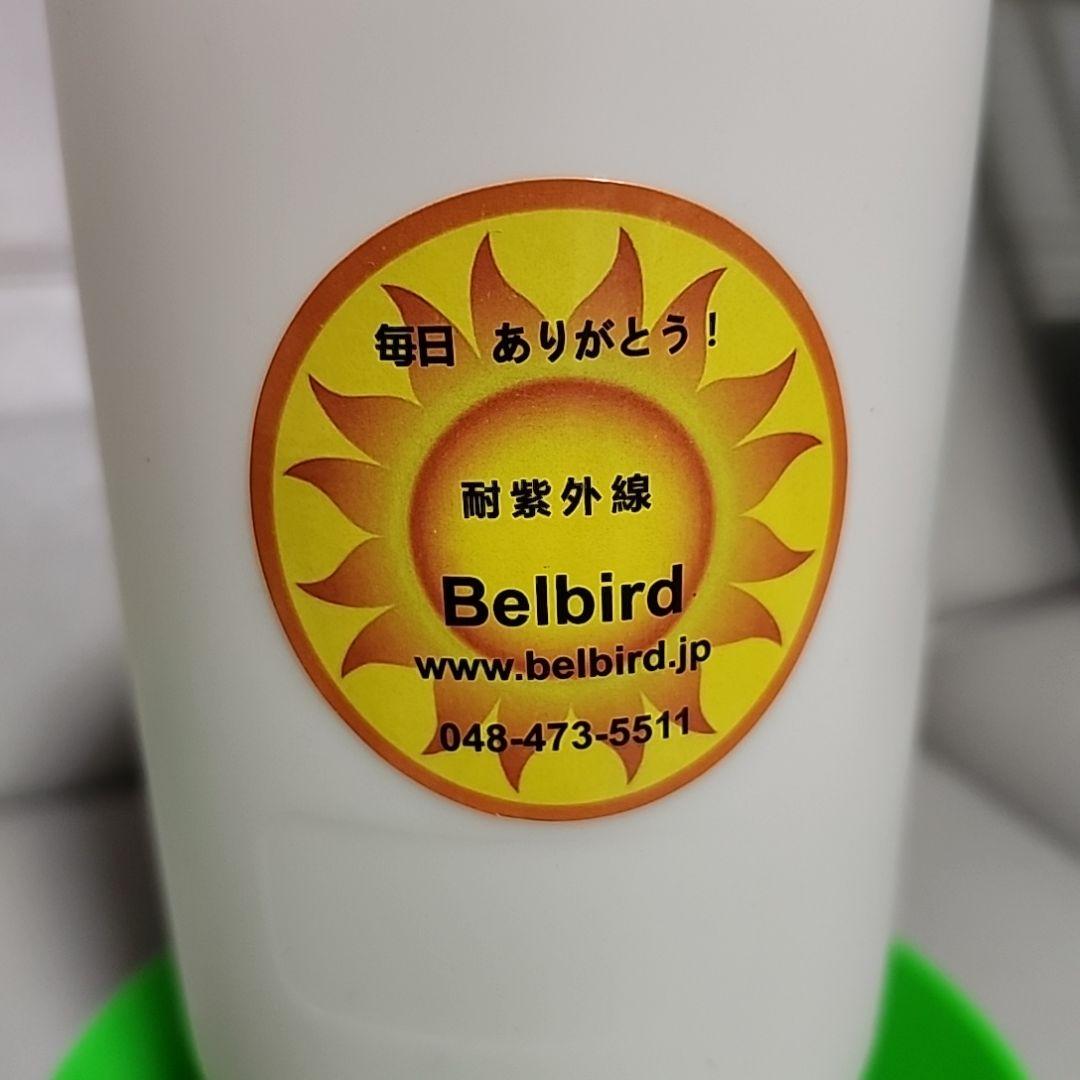 毎日 ありがとう！
耐紫外線
Belbird
www.belbird.jp
048-473-5511